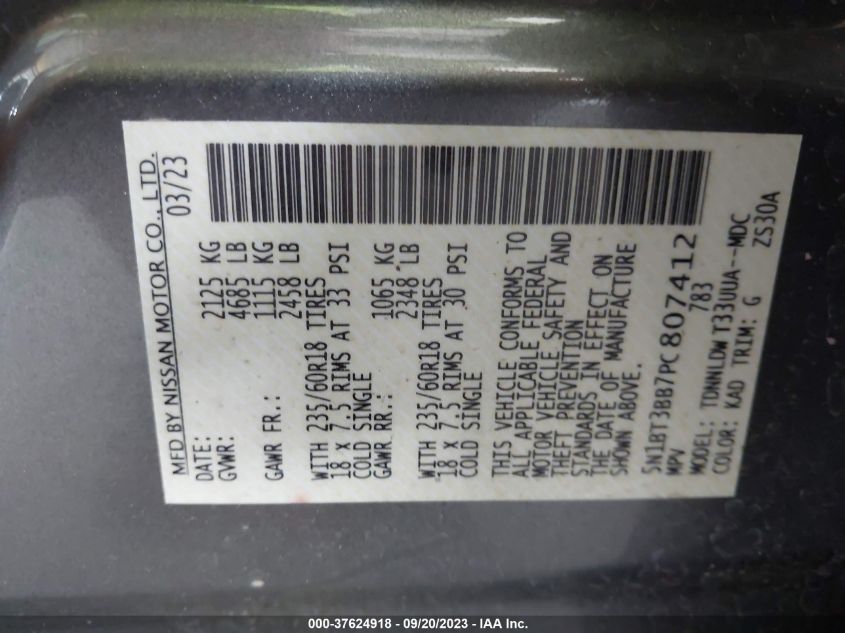 MFD BY NISSAN MOTOR CO., LTD.
DATE: 03/23
GVWR: 2125 KG
4685 LB
GAWR FR.: 1115 KG
2458 LB
WITH 235/60R18 TIRES
18 X 7.5 RIMS AT 33 PSI
COLD SINGLE
GAWR RR.: 1065 KG
2348 LB
WITH 235/60R18 TIRES
18 X 7.5 RIMS AT 30 PSI
COLD SINGLE
THIS VEHICLE CONFORMS TO
ALL APPLICABLE FEDERAL
MOTOR VEHICLE SAFETY AND
THEFT PREVENTION
STANDARDS IN EFFECT ON
THE DATE OF MANUFACTURE
SHOWN ABOVE.
5N1BT3BB7PC807412
MPV 783
MODEL: TDNNLDW T33UUA--MDC
COLOR: KAD TRIM: G ZS30A
000-37624918 - 09/20/2023 - IAA Inc.